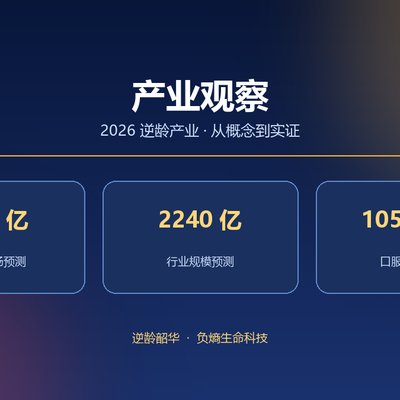 产业观察
2026 逆龄产业 · 从概念到实证
亿
2240 亿
105
预测
行业规模预测
口服
逆龄韶华 · 负熵生命科技